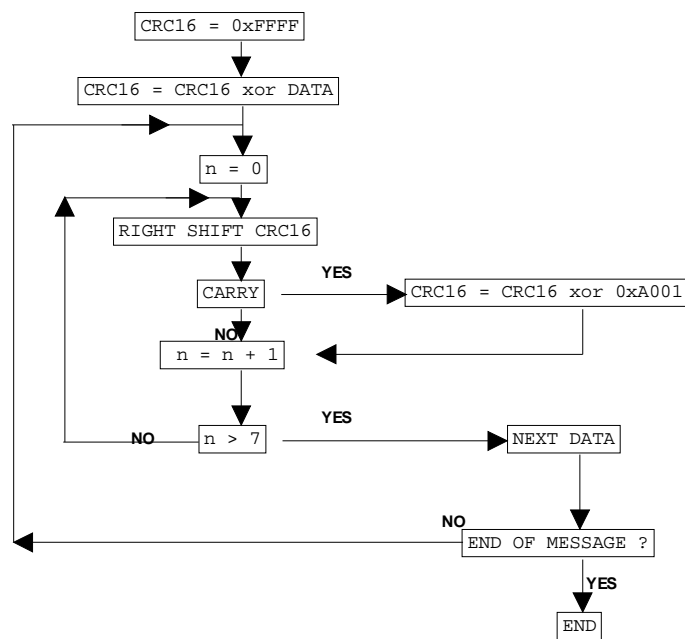 CRC16 = 0xFFFF
CRC16 = CRC16 xor DATA
n = 0
RIGHT SHIFT CRC16
CARRY
YES
CRC16 = CRC16 xor 0xA001
NO
n = n + 1
n > 7
NO
YES
NEXT DATA
NO
END OF MESSAGE ?
YES
END